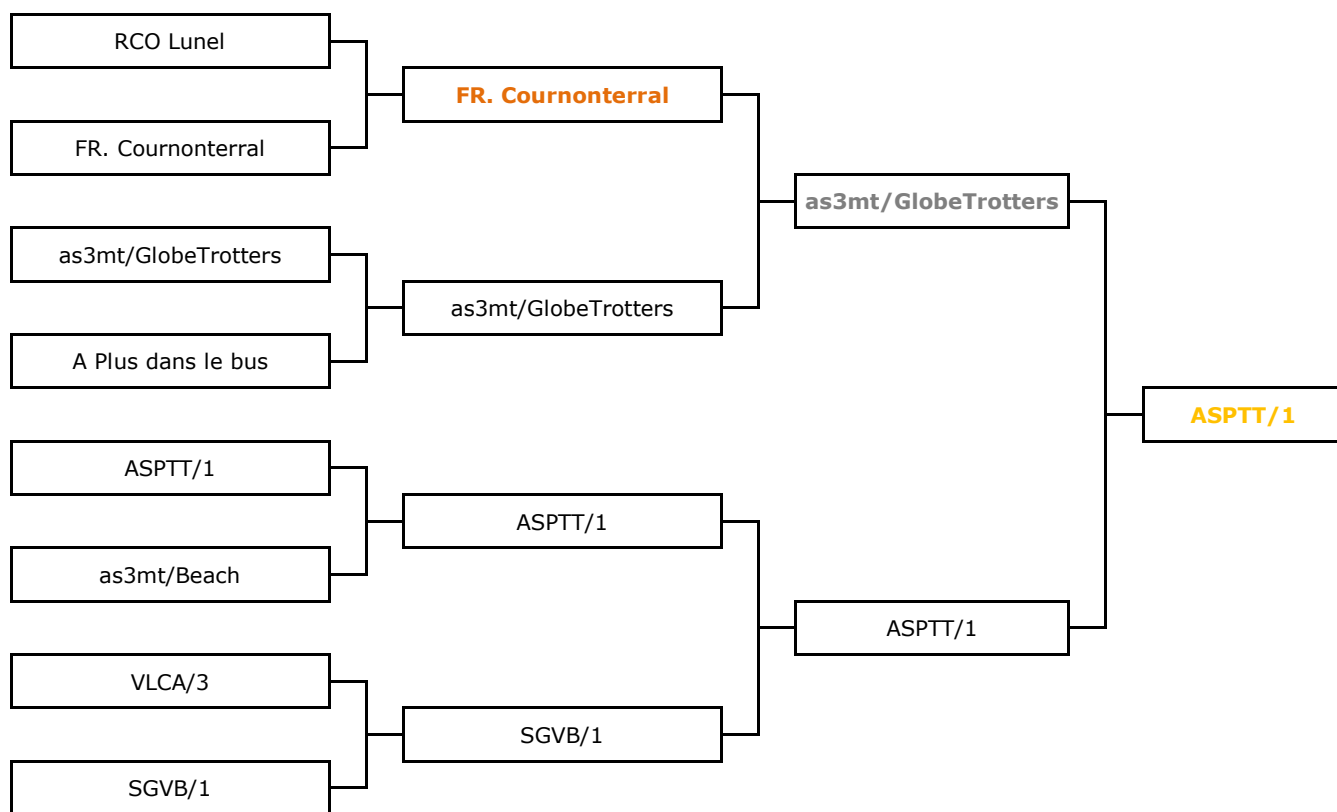 RCO Lunel
FR. Cournonterral
FR. Cournonterral
as3mt/GlobeTrotters
as3mt/GlobeTrotters
as3mt/GlobeTrotters
A Plus dans le bus
ASPTT/1
ASPTT/1
ASPTT/1
as3mt/Beach
ASPTT/1
VLCA/3
SGVB/1
SGVB/1